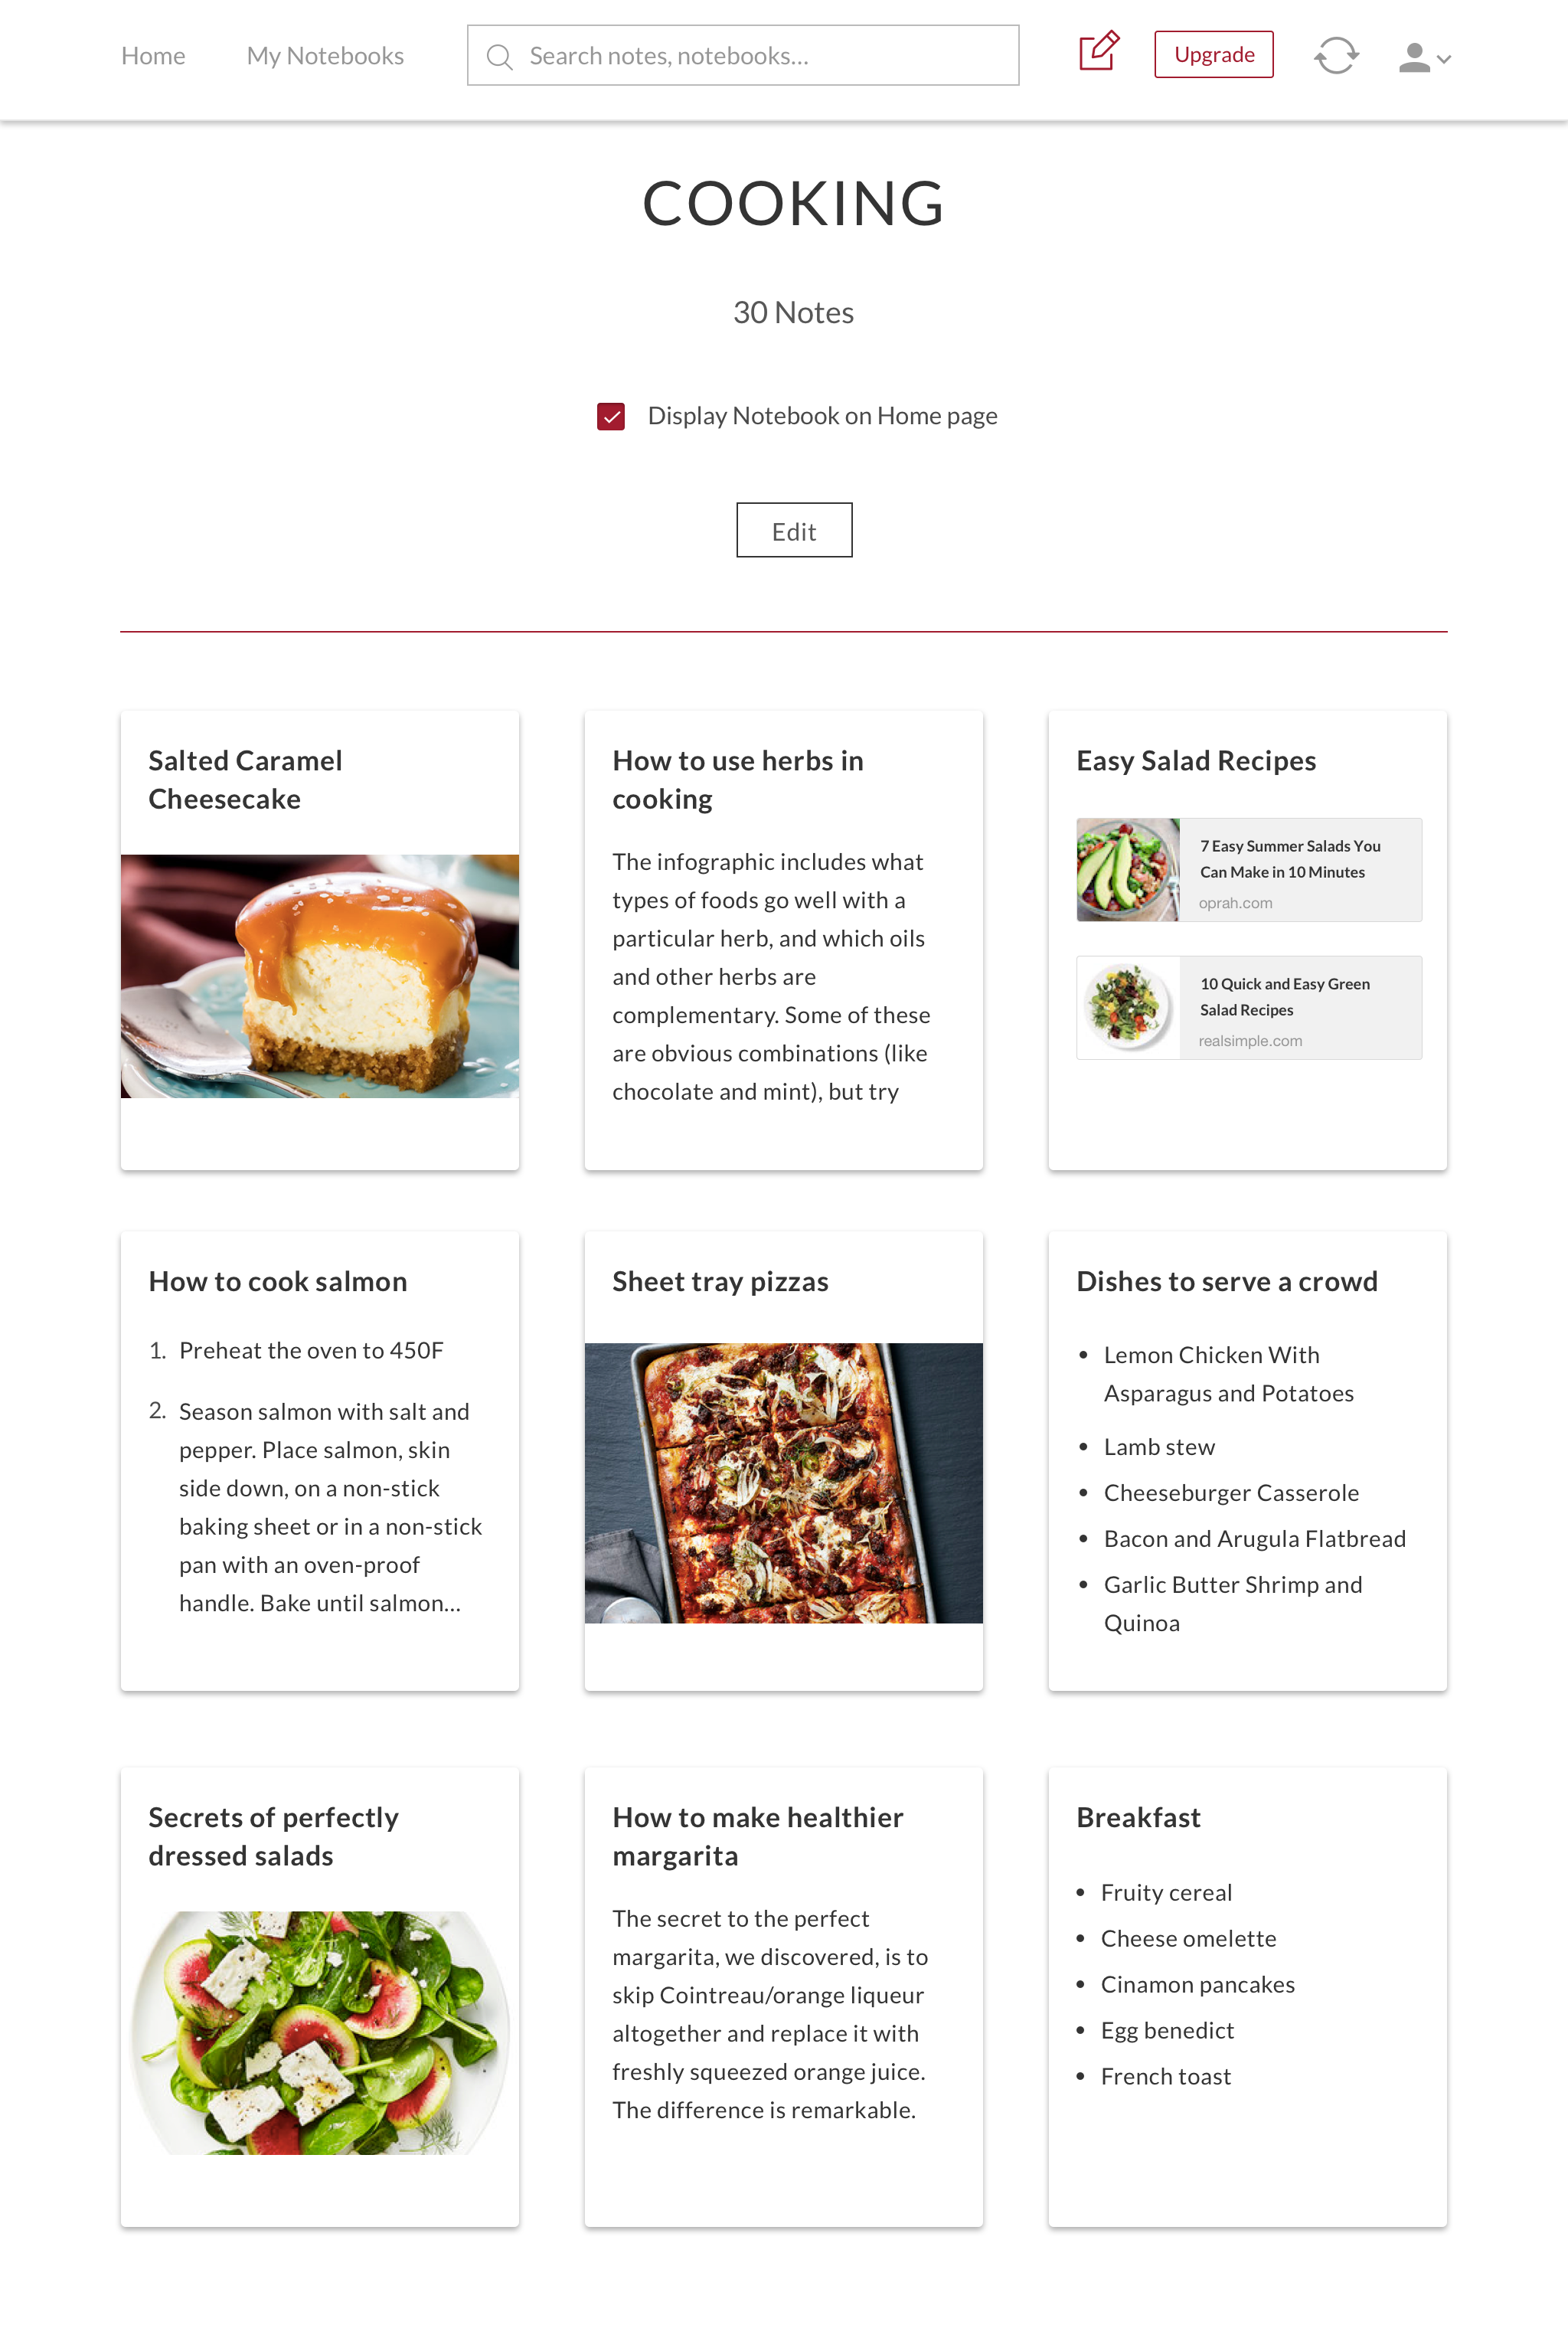 Home
My Notebooks
Search notes, notebooks...
Upgrade
COOKING
30 Notes
Display Notebook on Home page
Edit
Salted Caramel
Cheesecake
How to use herbs in
cooking
The infographic includes what
types of foods go well with a
particular herb, and which oils
and other herbs are
complementary. Some of these
are obvious combinations (like
chocolate and mint), but try
Easy Salad Recipes
7 Easy Summer Salads You
Can Make in 10 Minutes
oprah.com
10 Quick and Easy Green
Salad Recipes
realsimple.com
How to cook salmon
1. Preheat the oven to 450F
2. Season salmon with salt and
pepper. Place salmon, skin
side down, on a non-stick
baking sheet or in a non-stick
pan with an oven-proof
handle. Bake until salmon...
Sheet tray pizzas
Dishes to serve a crowd
• Lemon Chicken With
Asparagus and Potatoes
• Lamb stew
• Cheeseburger Casserole
• Bacon and Arugula Flatbread
• Garlic Butter Shrimp and
Quinoa
Secrets of perfectly
dressed salads
How to make healthier
margarita
The secret to the perfect
margarita, we discovered, is to
skip Cointreau/orange liqueur
altogether and replace it with
freshly squeezed orange juice.
The difference is remarkable.
Breakfast
• Fruity cereal
• Cheese omelette
• Cinamon pancakes
• Egg benedict
• French toast